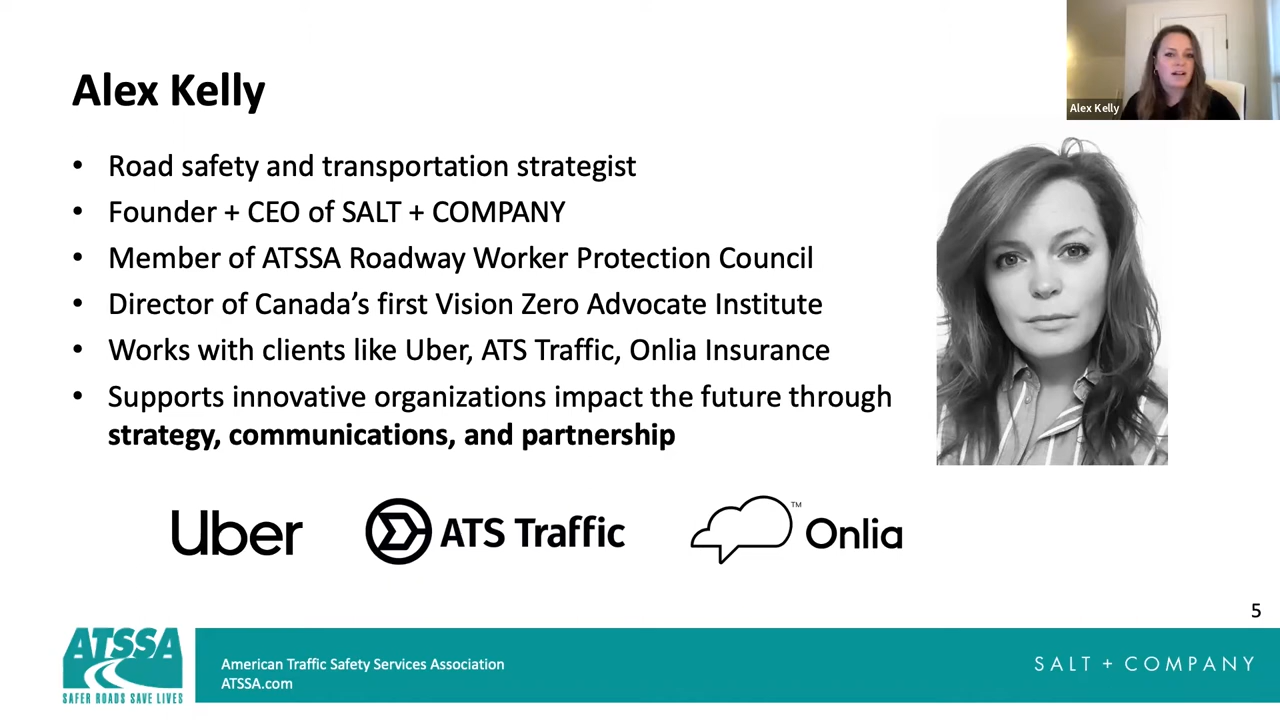 Alex Kelly
Alex Kelly
• Road safety and transportation strategist
• Founder + CEO of SALT + COMPANY
• Member of ATSSA Roadway Worker Protection Council
• Director of Canada’s first Vision Zero Advocate Institute
• Works with clients like Uber, ATS Traffic, Onlia Insurance
• Supports innovative organizations impact the future through
strategy, communications, and partnership
Uber
ATS Traffic
Onlia
TM
5
ATSSA
SAFER ROADS SAVE LIVES
American Traffic Safety Services Association
ATSSA.com
SALT + COMPANY